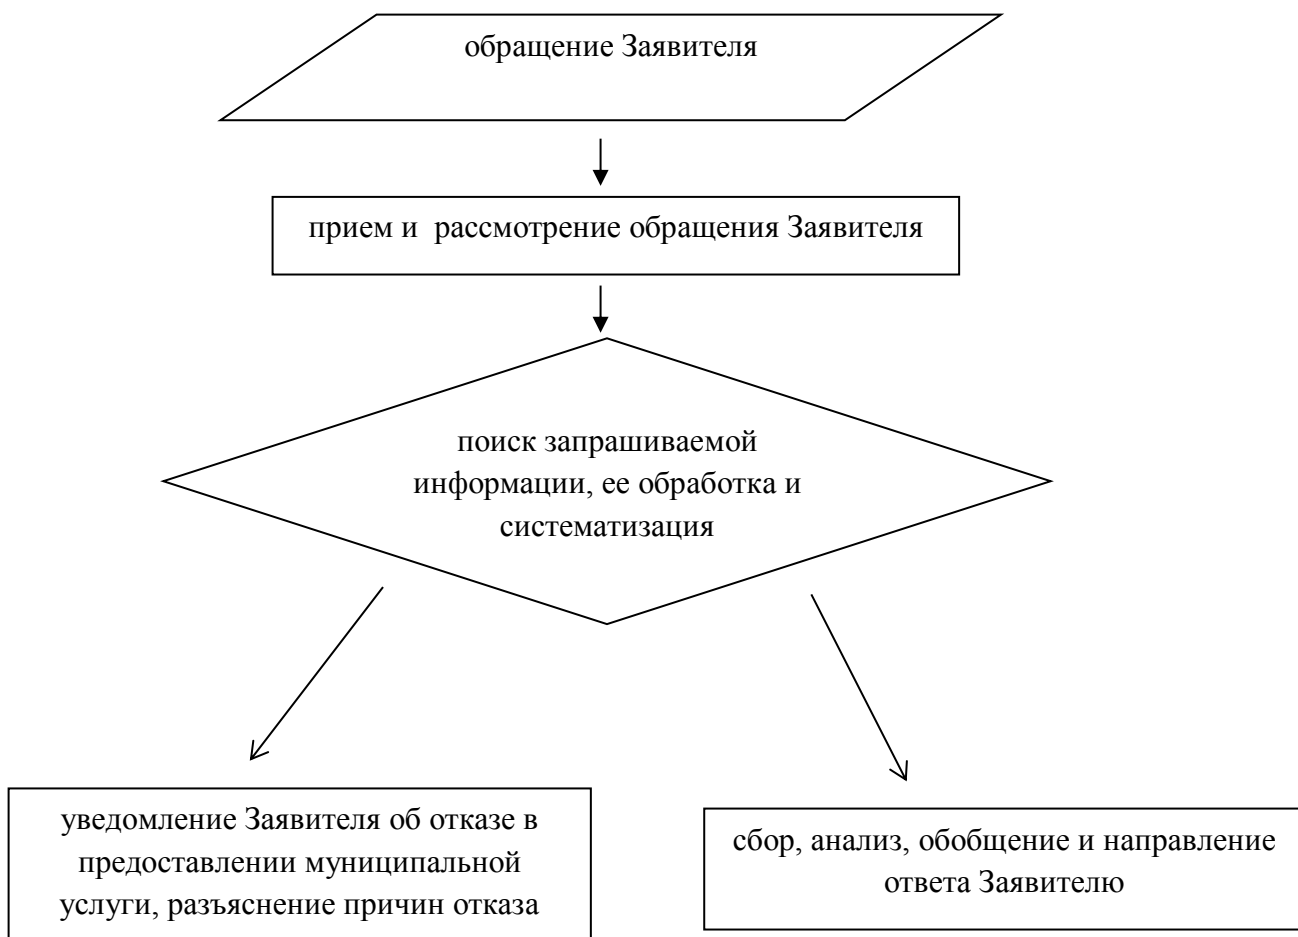 обращение Заявителя
прием и  рассмотрение обращения Заявителя
поиск запрашиваемой
информации, ее обработка и
систематизация
уведомление Заявителя об отказе в
предоставлении муниципальной
услуги, разъяснение причин отказа
сбор, анализ, обобщение и направление
ответа Заявителю